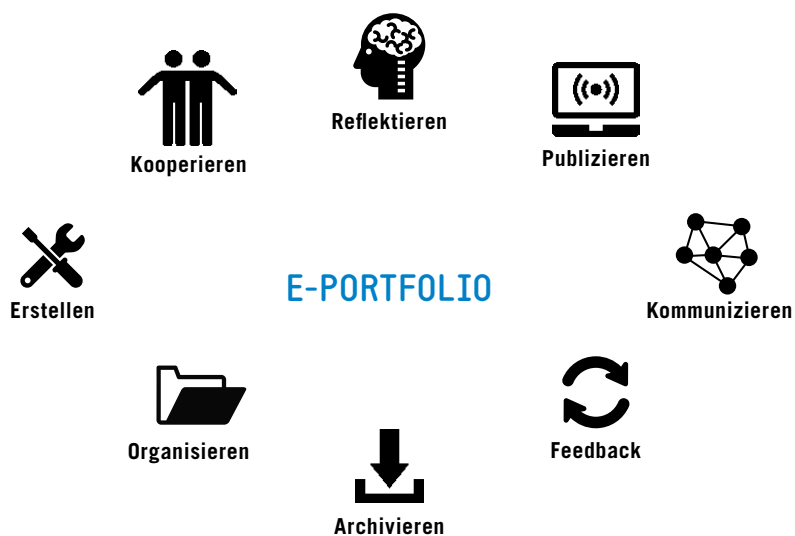 Reflektieren
Kooperieren
Publizieren
E-PORTFOLIO
Erstellen
Kommunizieren
Organisieren
Feedback
Archivieren